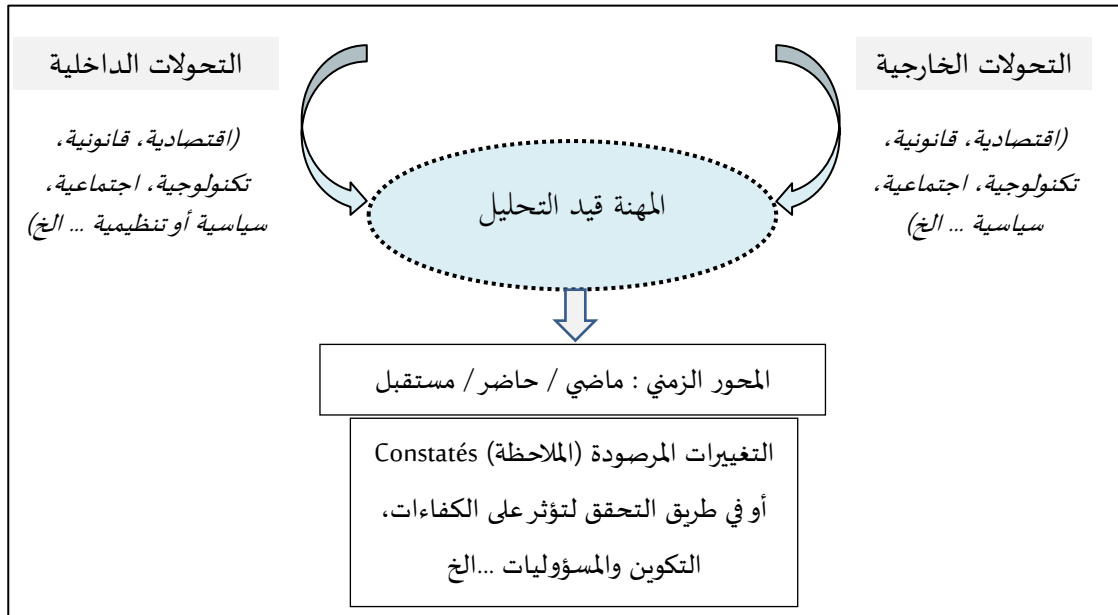 التحولات الخارجية
(اقتصادية، قانونية،
تكنولوجية، اجتماعية،
سياسية ... الخ)
التحولات الداخلية
(اقتصادية، قانونية،
تكنولوجية، اجتماعية،
سياسية أو تنظيمية ... الخ)
المهنة قيد التحليل
المحور الزمني : ماضي / حاضر / مستقبل
التغييرات المرصودة (الملاحظة) Constatés
أو في طريق التحقق لتؤثر على الكفاءات،
التكوين والمسؤوليات ...الخ